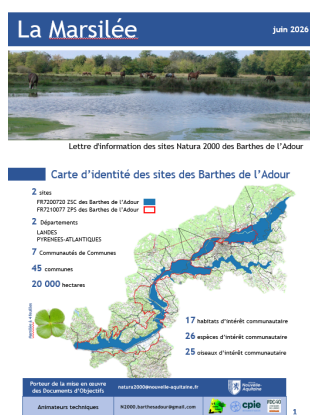 La Marsilée
juin 2026
Lettre d'information des sites Natura 2000 des Barthes de l'Adour
Carte d'identité des sites des Barthes de l'Adour
2 sites
FR7200720 ZSC des Barthes de l'Adour
FR7210077 ZPS des Barthes de l'Adour
2 Départements
LANDES
PYRENEES-ATLANTIQUES
7 Communautés de Communes
45 communes
20 000 hectares
17 habitats d'intérêt communautaire
26 espèces d'intérêt communautaire
25 oiseaux d'intérêt communautaire
Porteur de la mise en œuvre
des Documents d'Objectifs
natura2000@nouvelle-aquitaine.fr
Nouvelle-
Aquitaine
Animateurs techniques
N2000.barthesadour@gmail.com
cpie
1